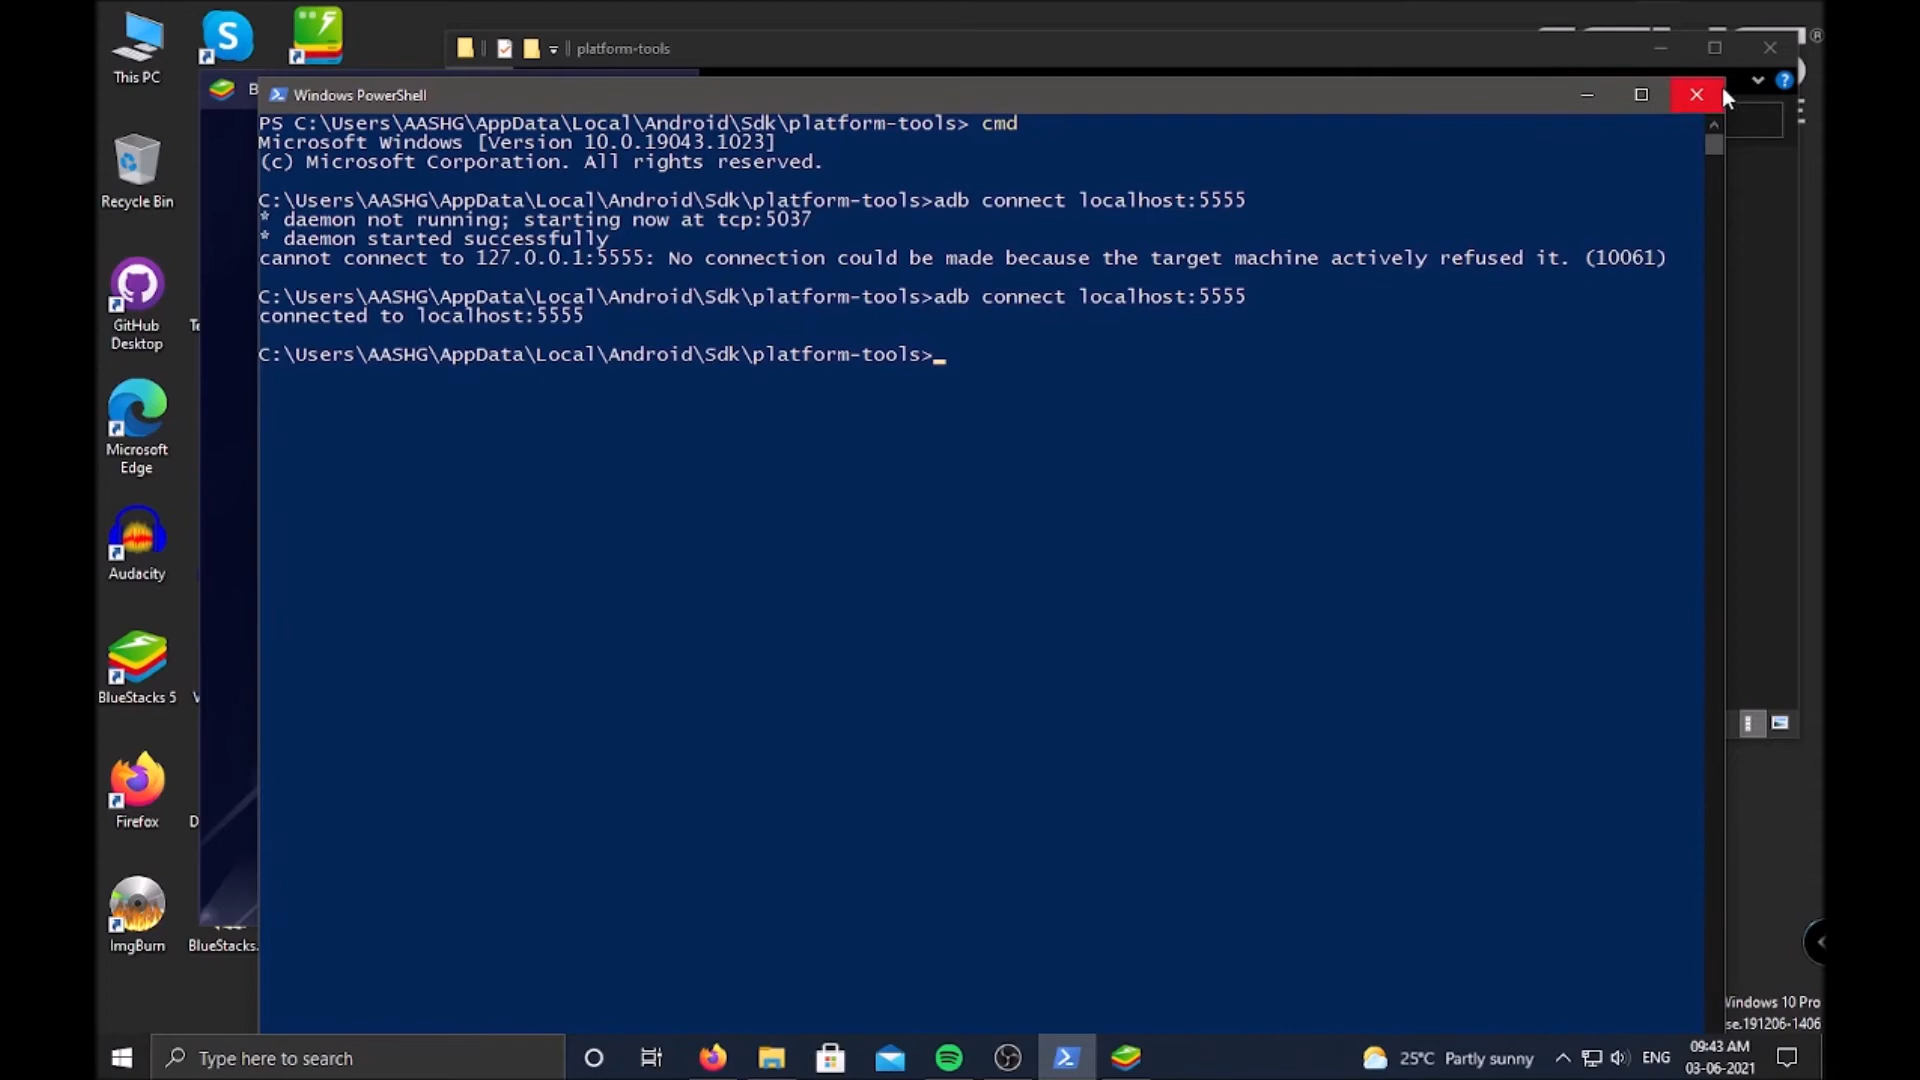 platform-tools
This PC
Windows PowerShell
PS C:\Users\AASHG\AppData\Local\Android\Sdk\platform-tools> cmd
Microsoft Windows [Version 10.0.19043.1023]
(c) Microsoft Corporation. All rights reserved.
C:\Users\AASHG\AppData\Local\Android\Sdk\platform-tools>adb connect localhost:5555
* daemon not running; starting now at tcp:5037
* daemon started successfully
cannot connect to 127.0.0.1:5555: No connection could be made because the target machine actively refused it. (10061)
C:\Users\AASHG\AppData\Local\Android\Sdk\platform-tools>adb connect localhost:5555
connected to localhost:5555
C:\Users\AASHG\AppData\Local\Android\Sdk\platform-tools>
Recycle Bin
GitHub
Desktop
Microsoft
Edge
Audacity
BlueStacks 5
Firefox
ImgBurn
BlueStacks.
Windows 10 Pro
se.191206-1406
Type here to search
25°C Partly sunny
ENG
09:43 AM
03-06-2021